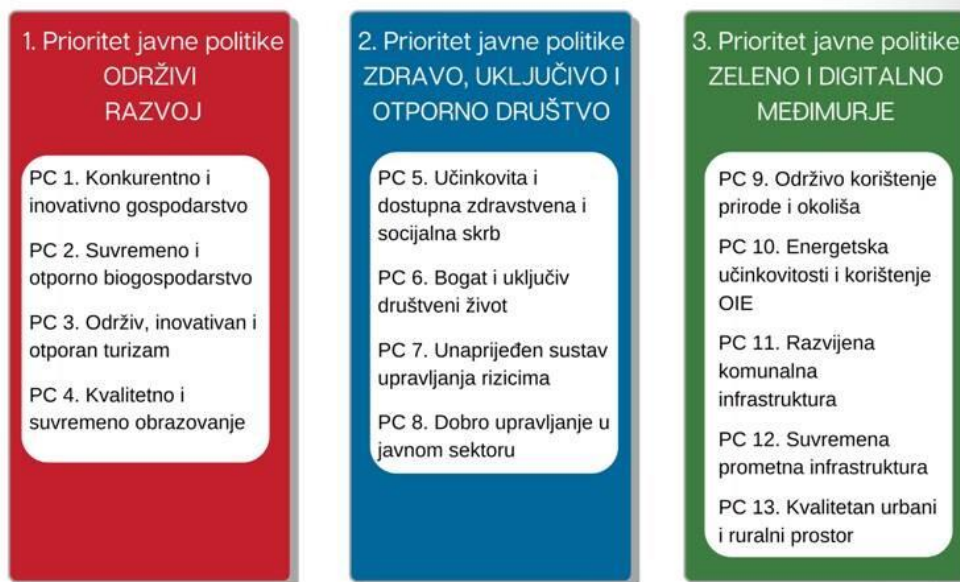 1. Prioritet javne politike
ODRŽIVI
RAZVOJ
PC 1. Konkurentno i
inovativno gospodarstvo
PC 2. Suvremeno i
otporno biogospodarstvo
PC 3. Održiv, inovativan i
otporan turizam
PC 4. Kvalitetno i
suvremeno obrazovanje
2. Prioritet javne politike
ZDRAVO, UKLJUČIVO I
OTPORNO DRUŠTVO
PC 5. Učinkovita i
dostupna zdravstvena i
socijalna skrb
PC 6. Bogat i uključiv
društveni život
PC 7. Unaprijeđen sustav
upravljanja rizicima
PC 8. Dobro upravljanje u
javnom sektoru
3. Prioritet javne politike
ZELENO I DIGITALNO
MEĐIMURJE
PC 9. Održivo korištenje
prirode i okoliša
PC 10. Energetska
učinkovitosti i korištenje
OIE
PC 11. Razvijena
komunalna
infrastruktura
PC 12. Suvremena
prometna infrastruktura
PC 13. Kvalitetan urbani
i ruralni prostor